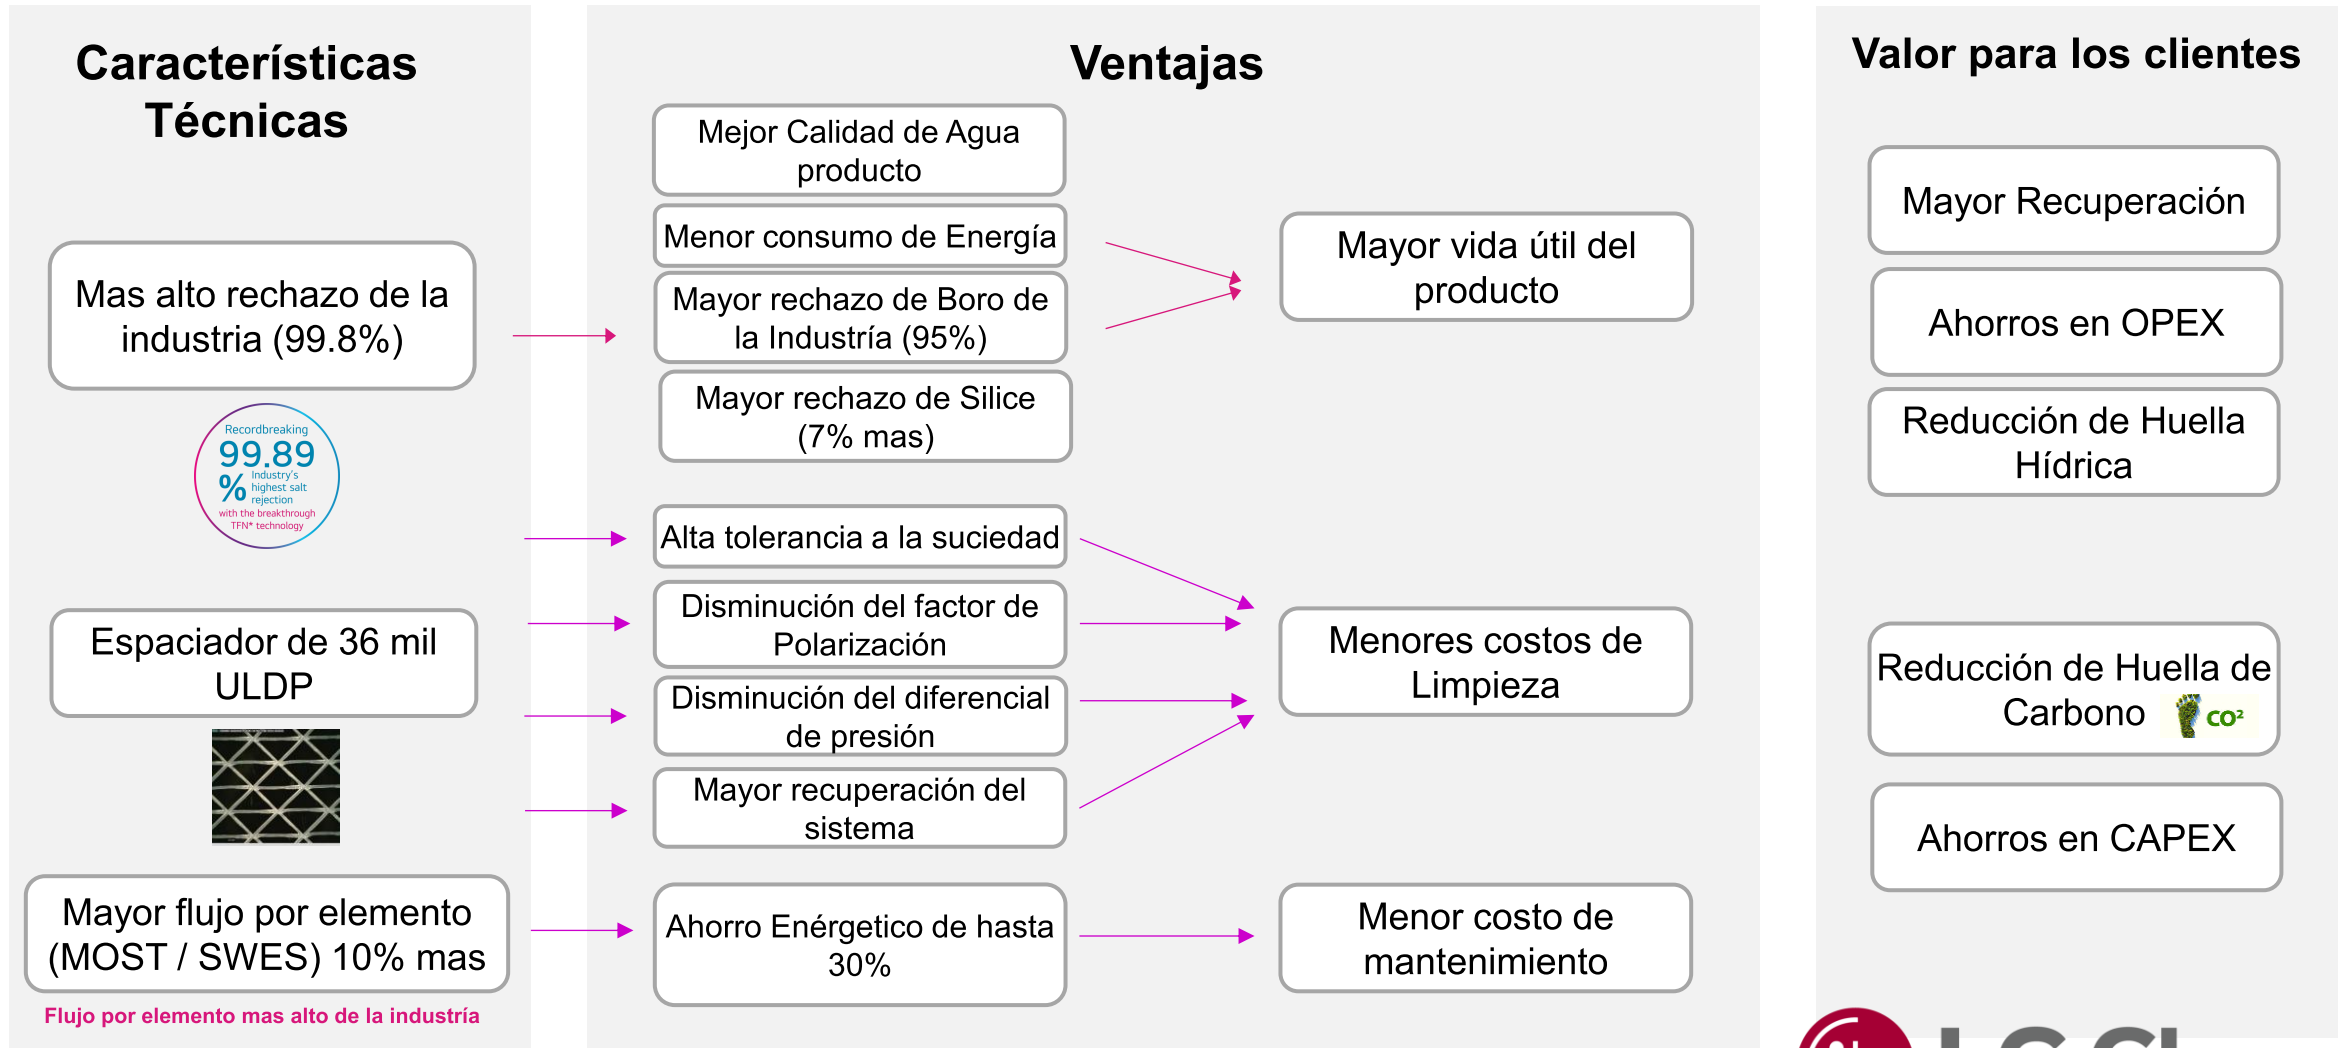 Características
Técnicas
Mas alto rechazo de la
industria (99.8%)
Recordbreaking
99.89
% Industry's
highest salt
rejection
with the breakthrough
TFN* technology
Espaciador de 36 mil
ULDP
Mayor flujo por elemento
(MOST / SWES) 10% mas
Flujo por elemento mas alto de la industría
Ventajas
Mejor Calidad de Agua
producto
Menor consumo de Energía
Mayor rechazo de Boro de
la Industría (95%)
Mayor rechazo de Silice
(7% mas)
Alta tolerancia a la suciedad
Disminución del factor de
Polarización
Disminución del diferencial
de presión
Mayor recuperación del
sistema
Ahorro Enérgetico de hasta
30%
Mayor vida útil del
producto
Menores costos de
Limpieza
Menor costo de
mantenimiento
Valor para los clientes
Mayor Recuperación
Ahorros en OPEX
Reducción de Huella
Hídrica
Reducción de Huella de
Carbono
CO²
Ahorros en CAPEX